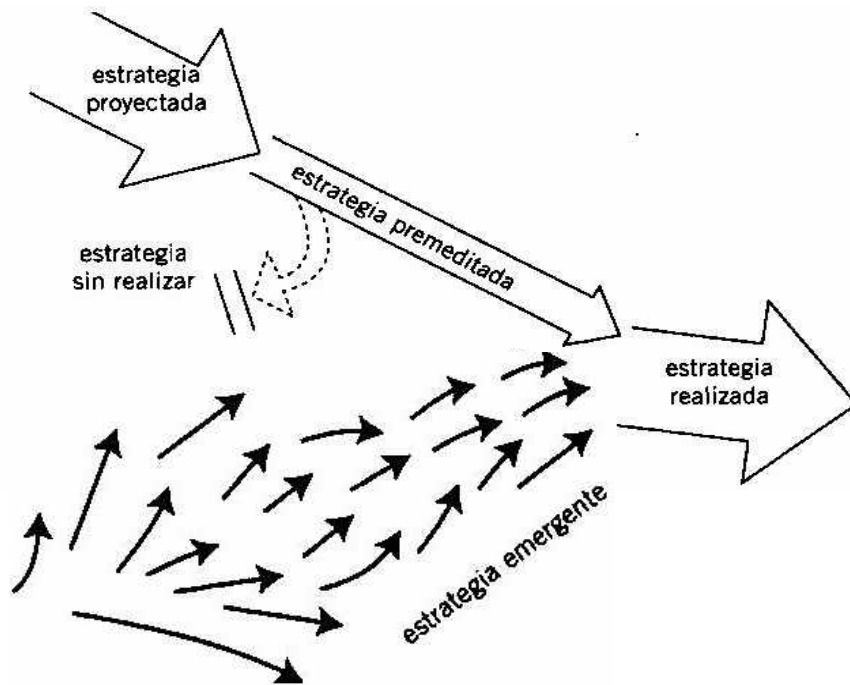 estrategia
proyectada
estrategia premeditada
estrategia
sin realizar
estrategia
realizada
estrategia emergente